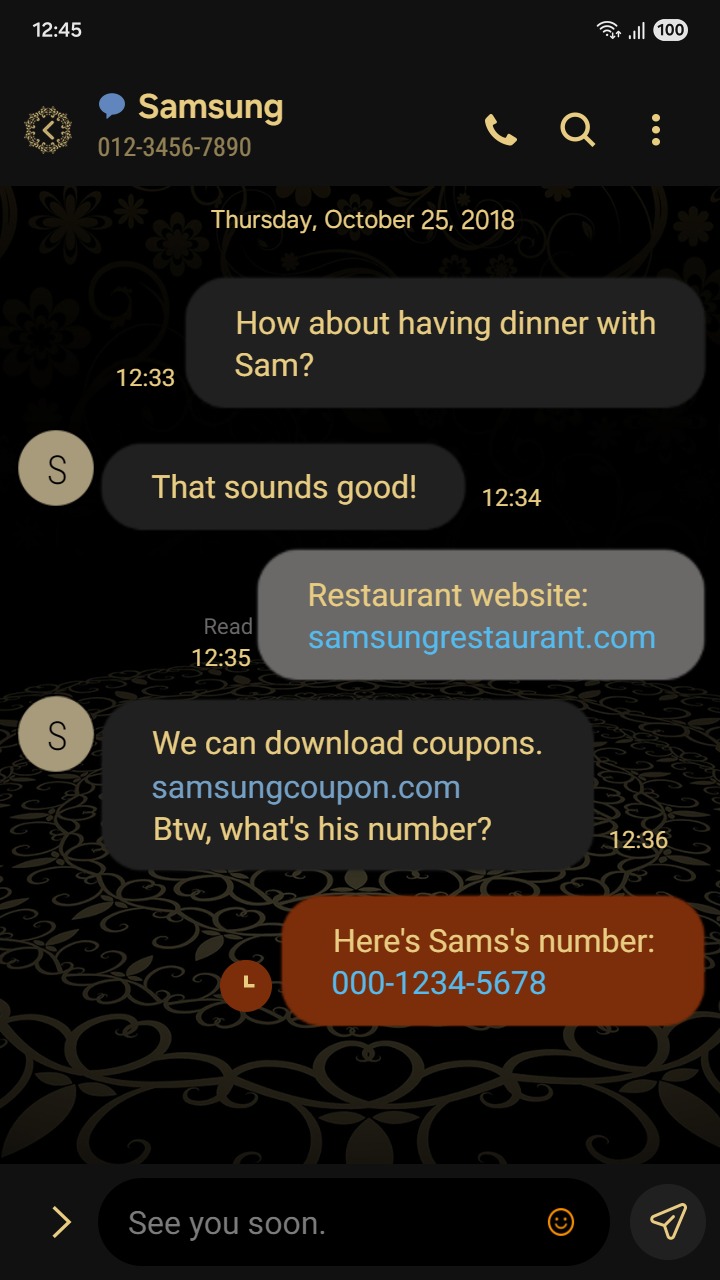 12:45
100
Samsung
012-3456-7890
Thursday, October 25, 2018
How about having dinner with
Sam?
12:33
S
That sounds good!
12:34
Restaurant website:
samsungrestaurant.com
Read
12:35
S
We can download coupons.
samsungcoupon.com
Btw, what's his number?
12:36
Here's Sams's number:
000-1234-5678
See you soon.